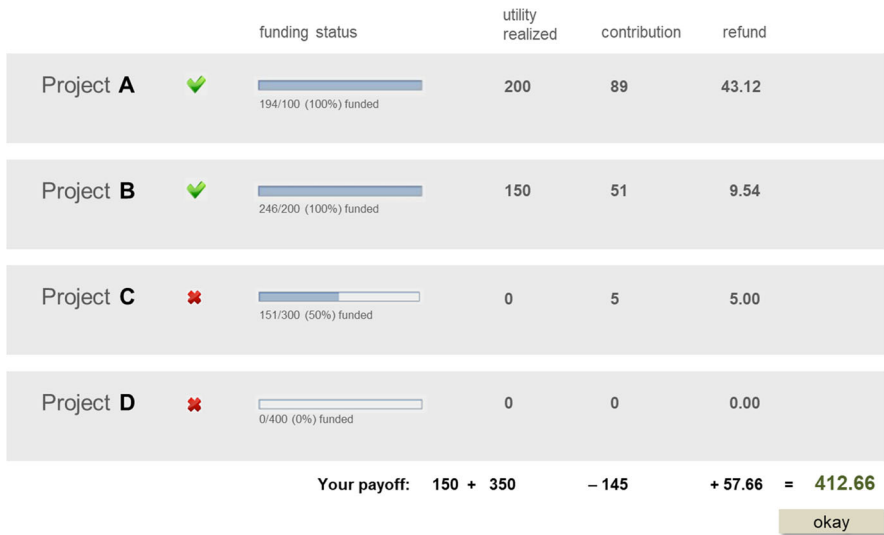 funding status utility realized contribution refund
Project A 200 89 43.12
194/100 (100%) funded
Project B 150 51 9.54
246/200 (100%) funded
Project C 0 5 5.00
151/300 (50%) funded
Project D 0 0 0.00
0/400 (0%) funded
Your payoff: 150 + 350 – 145 + 57.66 = 412.66
okay